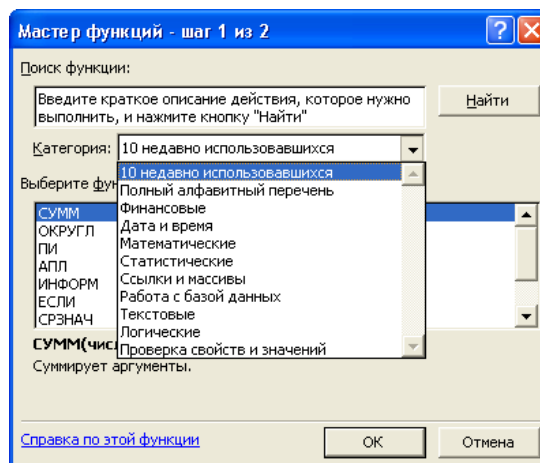 Мастер функций - шаг 1 из 2
Поиск функции:
Введите краткое описание действия, которое нужно
выполнить, и нажмите кнопку "Найти"
Найти
Категория: 10 недавно использовавшихся
10 недавно использовавшихся
Полный алфавитный перечень
Финансовые
Дата и время
Математические
Статистические
Ссылки и массивы
Работа с базой данных
Текстовые
Логические
Проверка свойств и значений
Выберите
СУММ
ОКРУГЛ
ПИ
АПЛ
ИНФОРМ
ЕСЛИ
СРЗНАЧ
Суммирует аргументы.
Справка по этой функции
ОК
Отмена